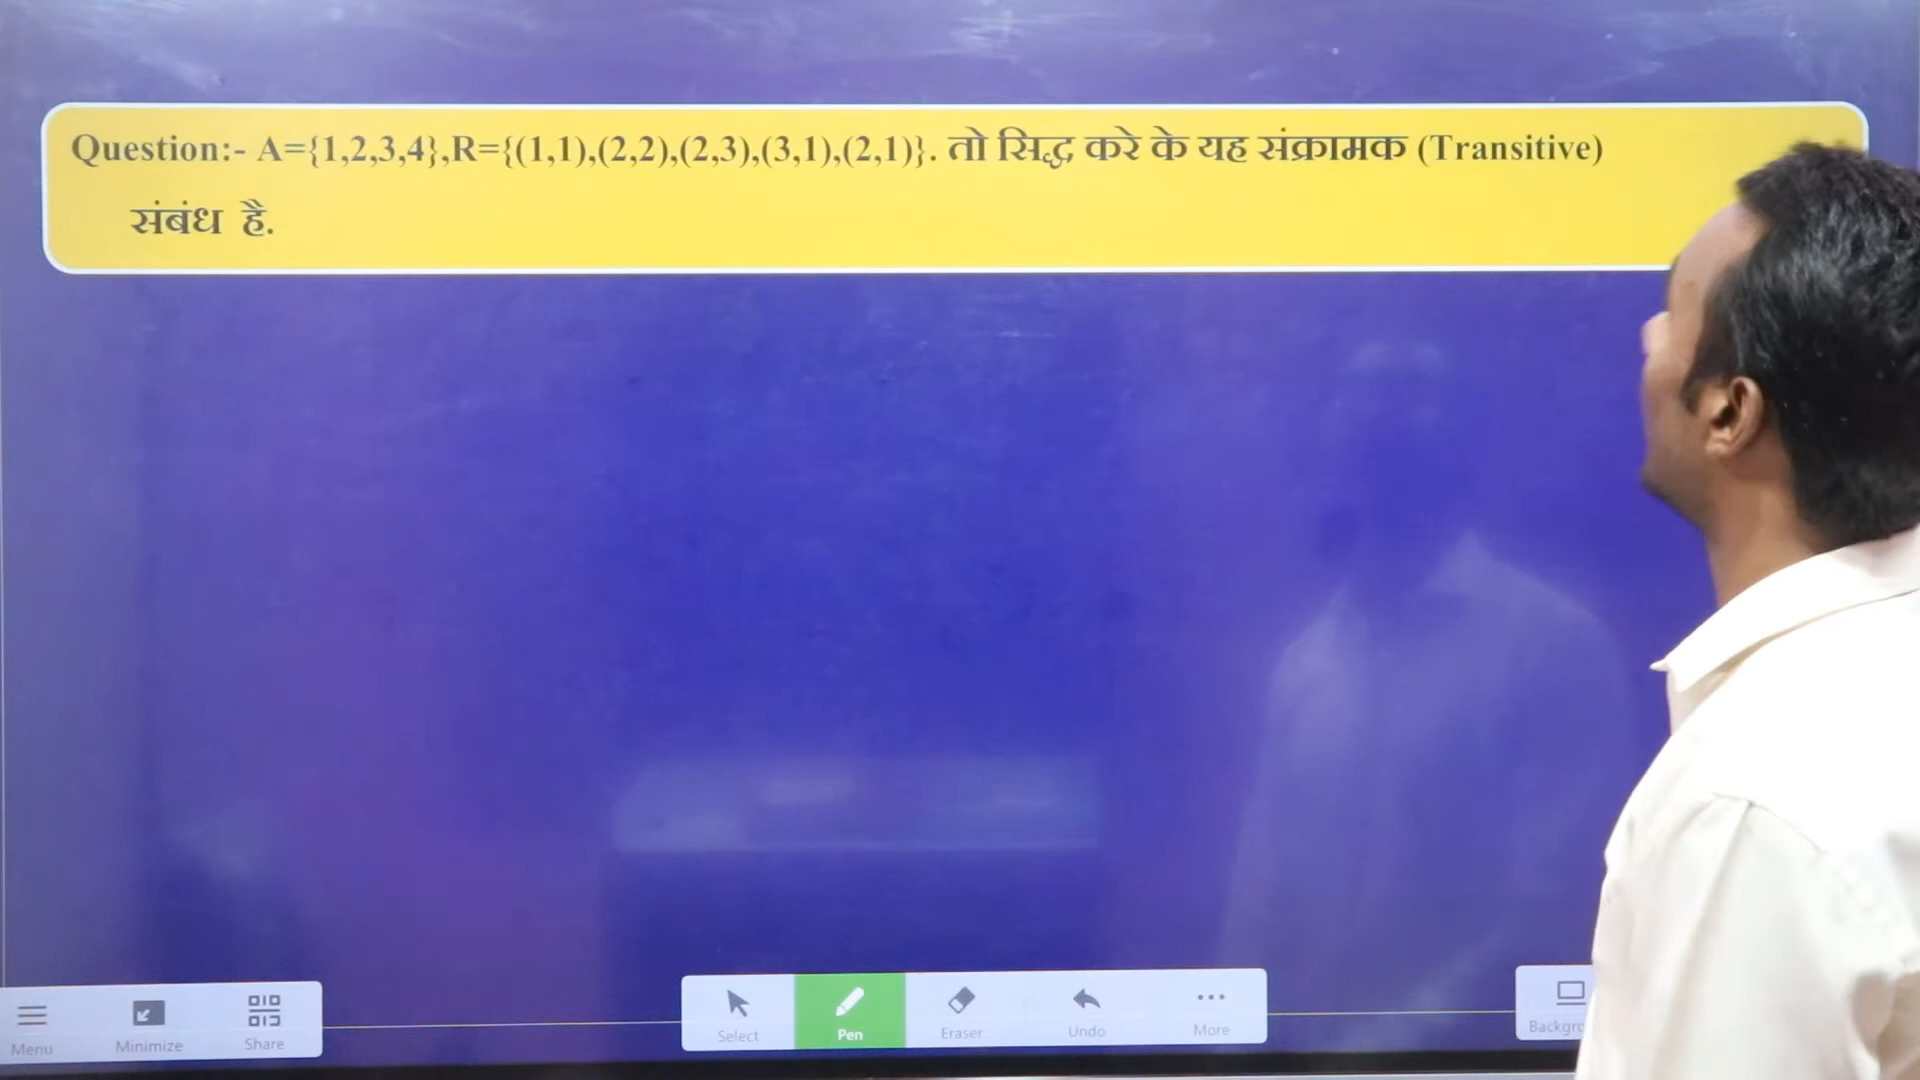 Question:- A={1,2,3,4},R={(1,1),(2,2),(2,3),(3,1),(2,1)}. तो सिद्ध करे के यह संक्रामक (Transitive)
संबंध है.
Menu
Minimize
Share
Select
Pen
Eraser
Undo
More